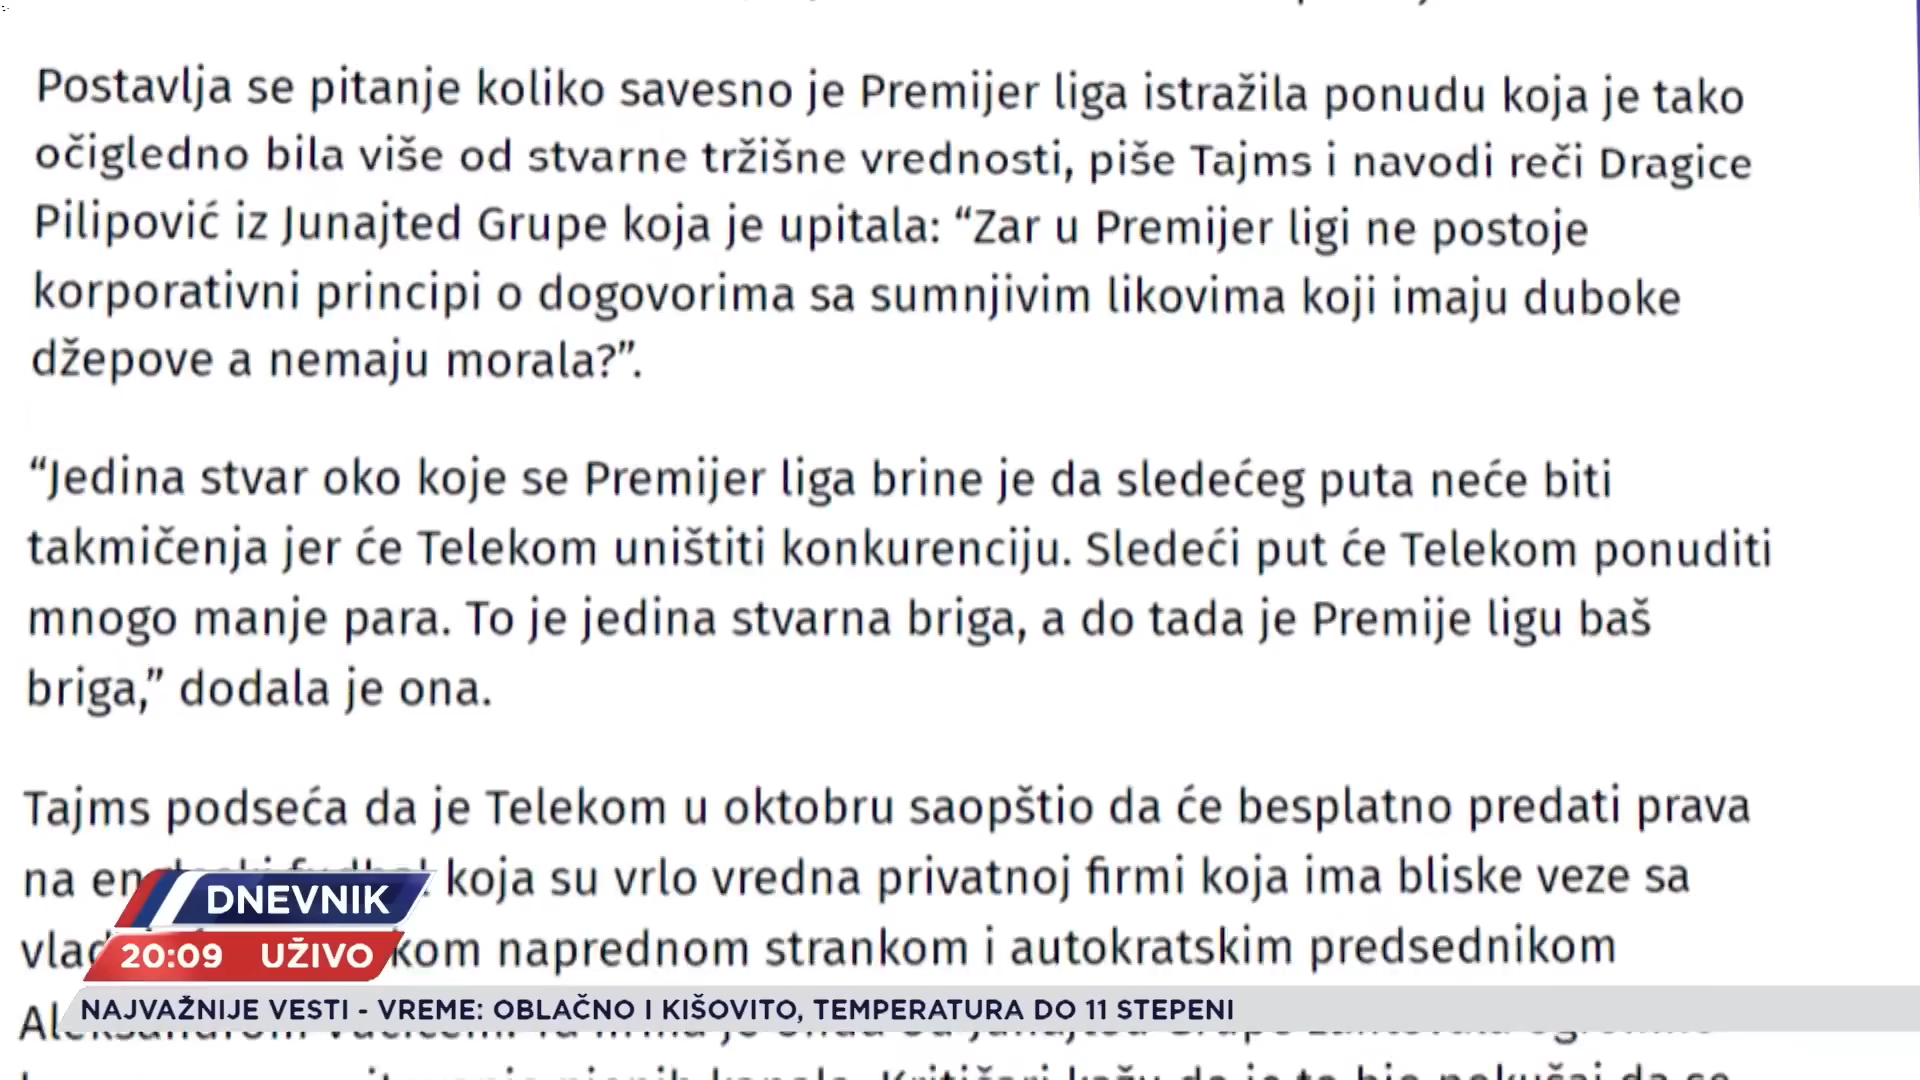 Postavlja se pitanje koliko savesno je Premijer liga istražila ponudu koja je tako
očigledno bila više od stvarne tržišne vrednosti, piše Tajms i navodi reči Dragice
Pilipović iz Junajted Grupe koja je upitala: “Zar u Premijer ligi ne postoje
korporativni principi o dogovorima sa sumnjivim likovima koji imaju duboke
džepove a nemaju morala?”.
“Jedina stvar oko koje se Premijer liga brine je da sledećeg puta neće biti
takmičenja jer će Telekom uništiti konkurenciju. Sledeći put će Telekom ponuditi
mnogo manje para. To je jedina stvarna briga, a do tada je Premije ligu baš
briga,” dodala je ona.
Tajms podseća da je Telekom u oktobru saopštio da će besplatno predati prava
na koja su vrlo vredna privatnoj firmi koja ima bliske veze sa
naprednom strankom i autokratskim predsednikom
DNEVNIK
20:09 UŽIVO
NAJVAŽNIJE VESTI - VREME: OBLAČNO I KIŠOVITO, TEMPERATURA DO 11 STEPENI